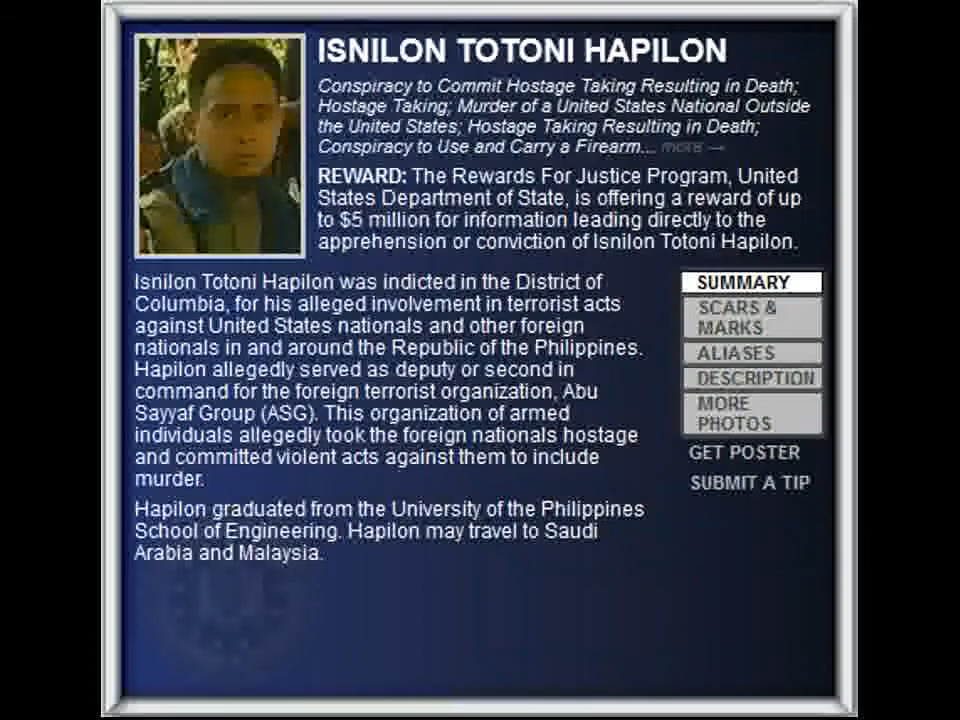 ISNILON TOTONI HAPILON
Conspiracy to Commit Hostage Taking Resulting in Death;
Hostage Taking; Murder of a United States National Outside
the United States; Hostage Taking Resulting in Death;
Conspiracy to Use and Carry a Firearm... more →
REWARD: The Rewards For Justice Program, United
States Department of State, is offering a reward of up
to $5 million for information leading directly to the
apprehension or conviction of Isnilon Totoni Hapilon.
Isnilon Totoni Hapilon was indicted in the District of
Columbia, for his alleged involvement in terrorist acts
against United States nationals and other foreign
nationals in and around the Republic of the Philippines.
Hapilon allegedly served as deputy or second in
command for the foreign terrorist organization, Abu
Sayyaf Group (ASG). This organization of armed
individuals allegedly took the foreign nationals hostage
and committed violent acts against them to include
murder.
Hapilon graduated from the University of the Philippines
School of Engineering. Hapilon may travel to Saudi
Arabia and Malaysia.
SUMMARY
SCARS &
MARKS
ALIASES
DESCRIPTION
MORE
PHOTOS
GET POSTER
SUBMIT A TIP